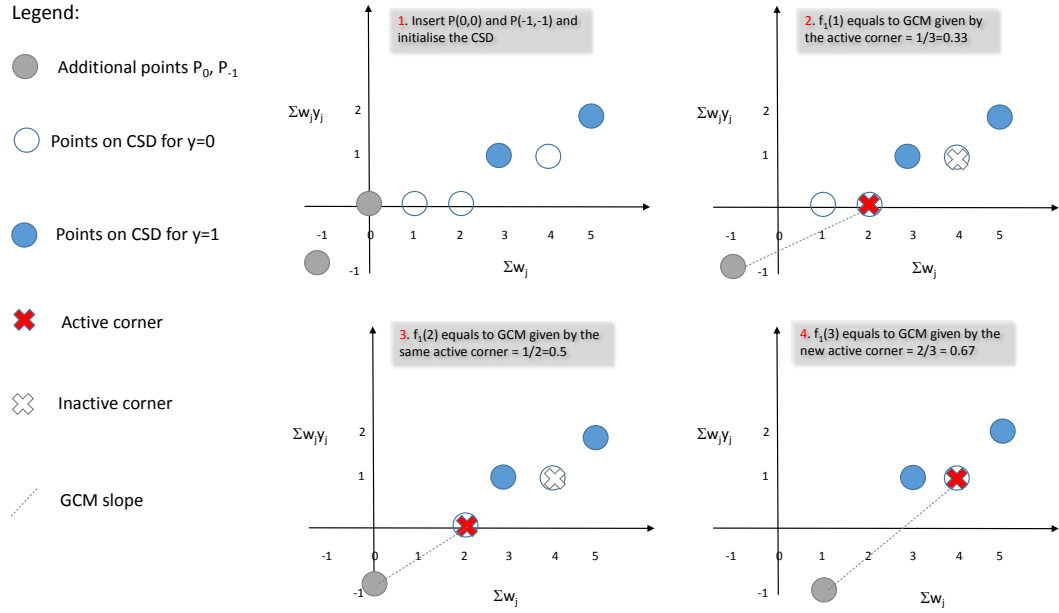 Legend:
Additional points P0, P-1
Points on CSD for y=0
Points on CSD for y=1
Active corner
Inactive corner
GCM slope
1. Insert P(0,0) and P(-1,-1) and
initialise the CSD
Σwjyj
2
1
-1
0
1
2
3
4
5
-1
Σwj
2. f1(1) equals to GCM given by
the active corner = 1/3=0.33
Σwjyj
2
1
-1
0
1
2
3
4
5
-1
Σwj
3. f1(2) equals to GCM given by the
same active corner = 1/2=0.5
Σwjyj
2
1
-1
0
1
2
3
4
5
-1
Σwj
4. f1(3) equals to GCM given by the
new active corner = 2/3 = 0.67
Σwjyj
2
1
-1
0
1
2
3
4
5
-1
Σwj